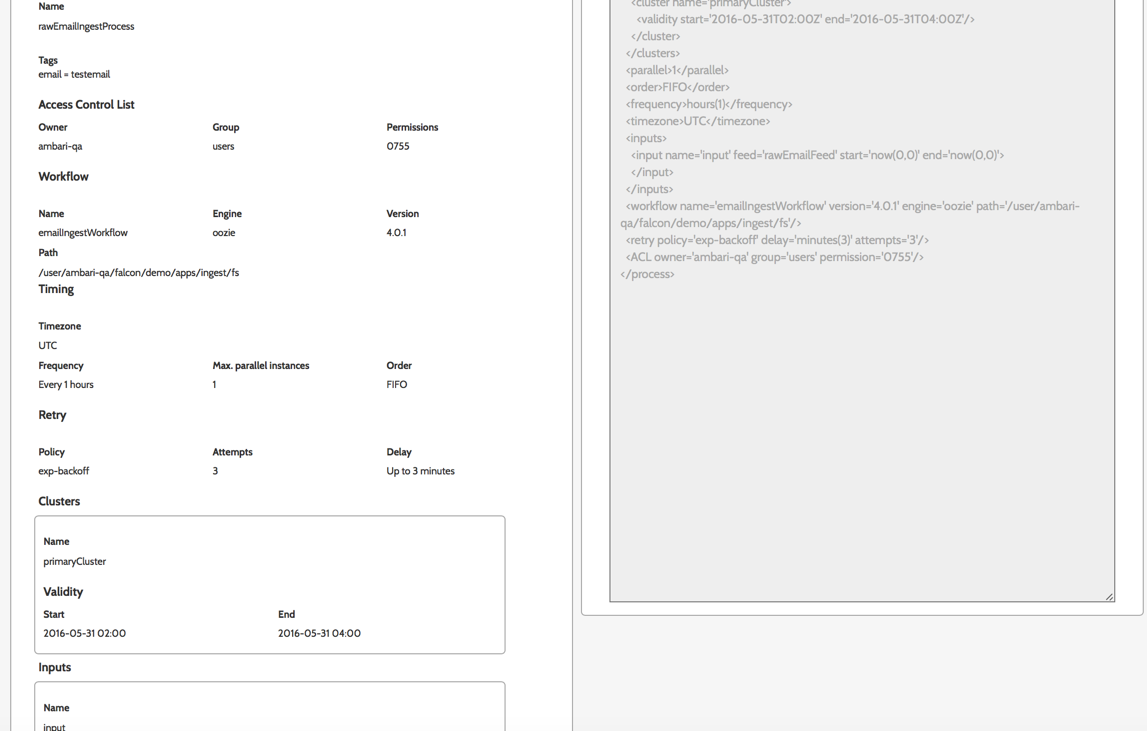 Name
rawEmailIngestProcess
Tags
email = testemail
Access Control List
Owner Group Permissions
ambari-qa users 0755
Workflow
Name Engine Version
emailIngestWorkflow oozie 4.0.1
Path
/user/ambari-qa/falcon/demo/apps/ingest/fs
Timing
Timezone
UTC
Frequency Max. parallel instances Order
Every 1 hours 1 FIFO
Retry
Policy Attempts Delay
exp-backoff 3 Up to 3 minutes
Clusters
Name
primaryCluster
Validity
Start End
2016-05-31 02:00 2016-05-31 04:00
Inputs
Name
input
<cluster name='primaryCluster'>
<validity start='2016-05-31T02:00Z' end='2016-05-31T04:00Z'/>
</cluster>
</clusters>
<parallel>1</parallel>
<order>FIFO</order>
<frequency>hours(1)</frequency>
<timezone>UTC</timezone>
<inputs>
<input name='input' feed='rawEmailFeed' start='now(0,0)' end='now(0,0)'>
</input>
</inputs>
<workflow name='emailIngestWorkflow' version='4.0.1' engine='oozie' path='/user/ambari-
qa/falcon/demo/apps/ingest/fs'/>
<retry policy='exp-backoff' delay='minutes(3)' attempts='3'/>
<ACL owner='ambari-qa' group='users' permission='0755'/>
</process>